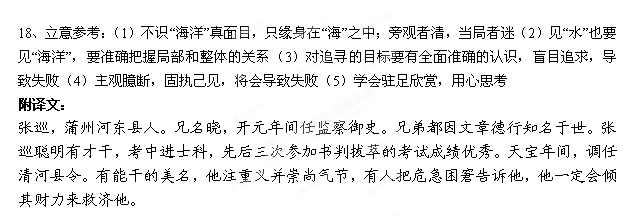 18、立意参考：（1）不识“海洋”真面目，只缘身在“海”之中；旁观者清，当局者迷（2）见“水”也要
见“海洋”，要准确把握局部和整体的关系（3）对追寻的目标要有全面准确的认识，盲目追求，导
致失败（4）主观臆断，固执己见，将会导致失败（5）学会驻足欣赏，用心思考
附译文：
张巡，蒲州河东县人。兄名晓，开元年间任监察御史。兄弟都因文章德行知名于世。张
巡聪明有才干，考中进士科，先后三次参加书判拔萃的考试成绩优秀。天宝年间，调任
清河县令。有能干的美名，他注重义并崇尚气节，有人把危急困窘告诉他，他一定会倾
其财力来救济他。